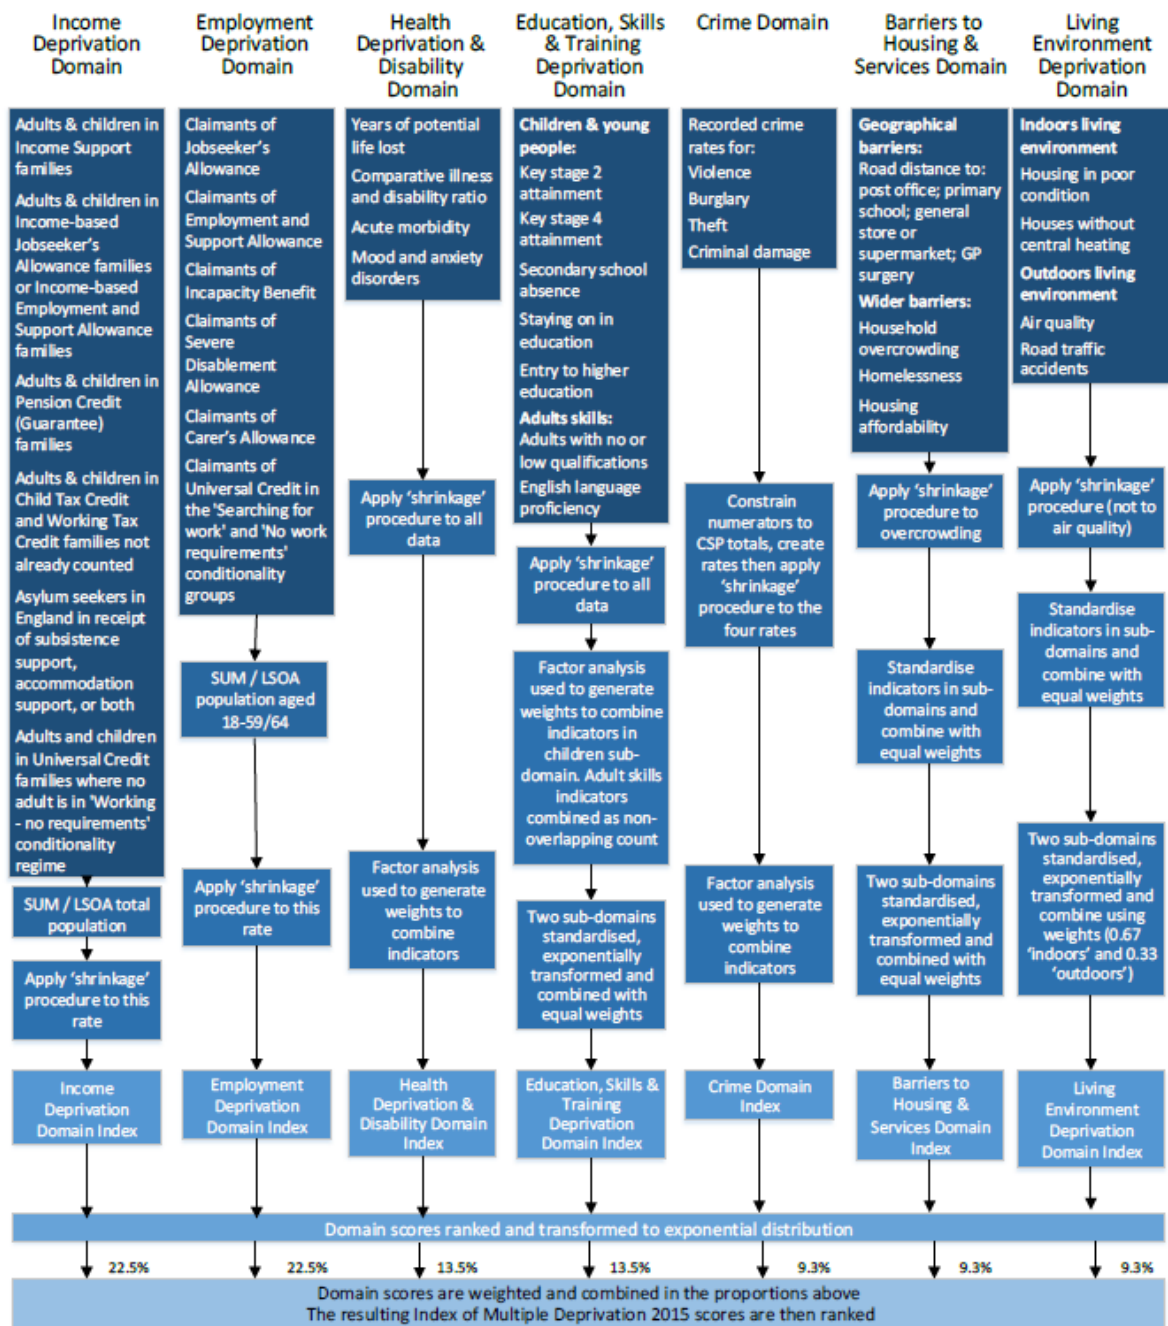 Income
Deprivation
Domain
Adults & children in
Income Support
families
Adults & children in
Income-based
Jobseeker's
Allowance families
or Income-based
Employment and
Support Allowance
families
Adults & children in
Pension Credit
(Guarantee)
families
Adults & children in
Child Tax Credit
and Working Tax
Credit families not
already counted
Asylum seekers in
England in receipt
of subsistence
support,
accommodation
support, or both
Adults and children
in Universal Credit
families where no
adult is in 'Working
- no requirements'
conditionality
regime
SUM / LSOA total
population
Apply 'shrinkage'
procedure to this
rate
Income
Deprivation
Domain Index
Employment
Deprivation
Domain
Claimants of
Jobseeker's
Allowance
Claimants of
Employment and
Support Allowance
Claimants of
Incapacity Benefit
Claimants of
Severe
Disablement
Allowance
Claimants of
Carer's Allowance
Claimants of
Universal Credit in
the 'Searching for
work' and 'No work
requirements'
conditionality
groups
SUM / LSOA
population aged
18-59/64
Apply 'shrinkage'
procedure to this
rate
Employment
Deprivation
Domain Index
Health
Deprivation &
Disability
Domain
Years of potential
life lost
Comparative illness
and disability ratio
Acute morbidity
Mood and anxiety
disorders
Apply 'shrinkage'
procedure to all
data
Factor analysis
used to generate
weights to
combine
indicators
Health
Deprivation &
Disability Domain
Index
Education, Skills
& Training
Deprivation
Domain
Children & young
people:
Key stage 2
attainment
Key stage 4
attainment
Secondary school
absence
Staying on in
education
Entry to higher
education
Adults skills:
Adults with no or
low qualifications
English language
proficiency
Apply 'shrinkage'
procedure to all
data
Factor analysis
used to generate
weights to combine
indicators in
children sub-
domain. Adult skills
indicators
combined as non-
overlapping count
Two sub-domains
standardised,
exponentially
transformed and
combined with
equal weights
Education, Skills &
Training
Deprivation
Domain Index
Crime Domain
Recorded crime
rates for:
Violence
Burglary
Theft
Criminal damage
Constrain
numerators to
CSP totals, create
rates then apply
'shrinkage'
procedure to the
four rates
Factor analysis
used to generate
weights to
combine
indicators
Crime Domain
Index
Barriers to
Housing &
Services Domain
Geographical
barriers:
Road distance to:
post office; primary
school; general
store or
supermarket; GP
surgery
Wider barriers:
Household
overcrowding
Homelessness
Housing
affordability
Apply 'shrinkage'
procedure to
overcrowding
Standardise
indicators in sub-
domains and
combine with
equal weights
Two sub-domains
standardised,
exponentially
transformed and
combined with
equal weights
Barriers to
Housing &
Services Domain
Index
Living
Environment
Deprivation
Domain
Indoors living
environment
Housing in poor
condition
Houses without
central heating
Outdoors living
environment
Air quality
Road traffic
accidents
Apply 'shrinkage'
procedure (not to
air quality)
Standardise
indicators in sub-
domains and
combine with
equal weights
Two sub-domains
standardised,
exponentially
transformed and
combine using
weights (0.67
'indoors' and 0.33
'outdoors')
Living
Environment
Deprivation
Domain Index
Domain scores ranked and transformed to exponential distribution
22.5% 22.5% 13.5% 13.5% 9.3% 9.3% 9.3%
Domain scores are weighted and combined in the proportions above
The resulting Index of Multiple Deprivation 2015 scores are then ranked